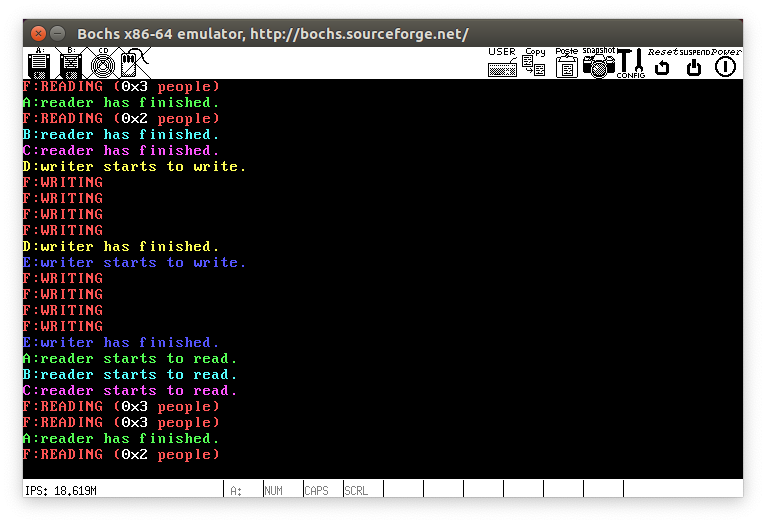 Bochs x86-64 emulator, http://bochs.sourceforge.net/
A: B: CD USER Copy Paste snapshot CONFIG Reset SUSPEND Power
F:READING (0x3 people)
A:reader has finished.
F:READING (0x2 people)
B:reader has finished.
C:reader has finished.
D:writer starts to write.
F:WRITING
F:WRITING
F:WRITING
F:WRITING
D:writer has finished.
E:writer starts to write.
F:WRITING
F:WRITING
F:WRITING
F:WRITING
E:writer has finished.
A:reader starts to read.
B:reader starts to read.
C:reader starts to read.
F:READING (0x3 people)
F:READING (0x3 people)
A:reader has finished.
F:READING (0x2 people)
IPS: 18.619M A: NUM CAPS SCRL